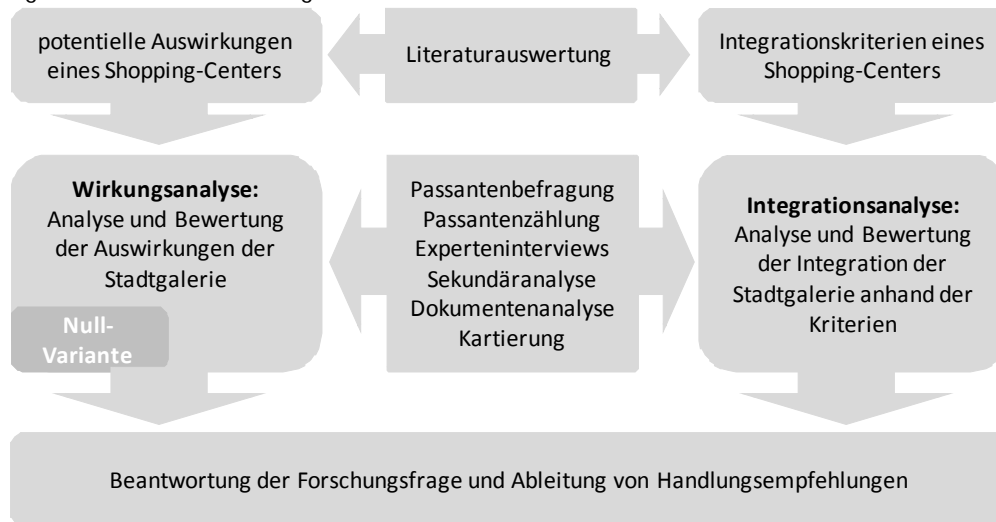 potentielle Auswirkungen
eines Shopping-Centers
Literaturauswertung
Integrationskriterien eines
Shopping-Centers
Wirkungsanalyse:
Analyse und Bewertung
der Auswirkungen der
Stadtgalerie
Null-
Variante
Passantenbefragung
Passantenzählung
Experteninterviews
Sekundäranalyse
Dokumentenanalyse
Kartierung
Integrationsanalyse:
Analyse und Bewertung
der Integration der
Stadtgalerie anhand der
Kriterien
Beantwortung der Forschungsfrage und Ableitung von Handlungsempfehlungen